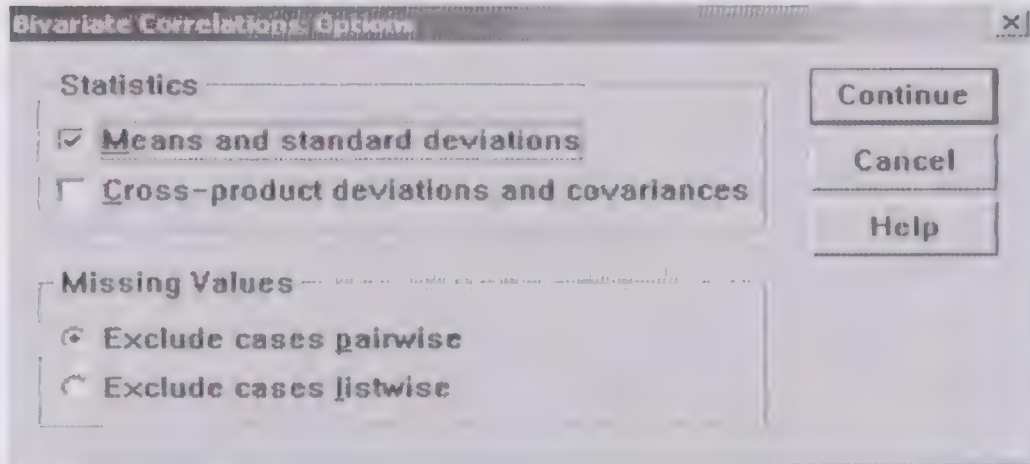 Bivariate Correlations: Options
Statistics
Means and standard deviations
Cross-product deviations and covariances
Missing Values
Exclude cases pairwise
Exclude cases listwise
Continue
Cancel
Help